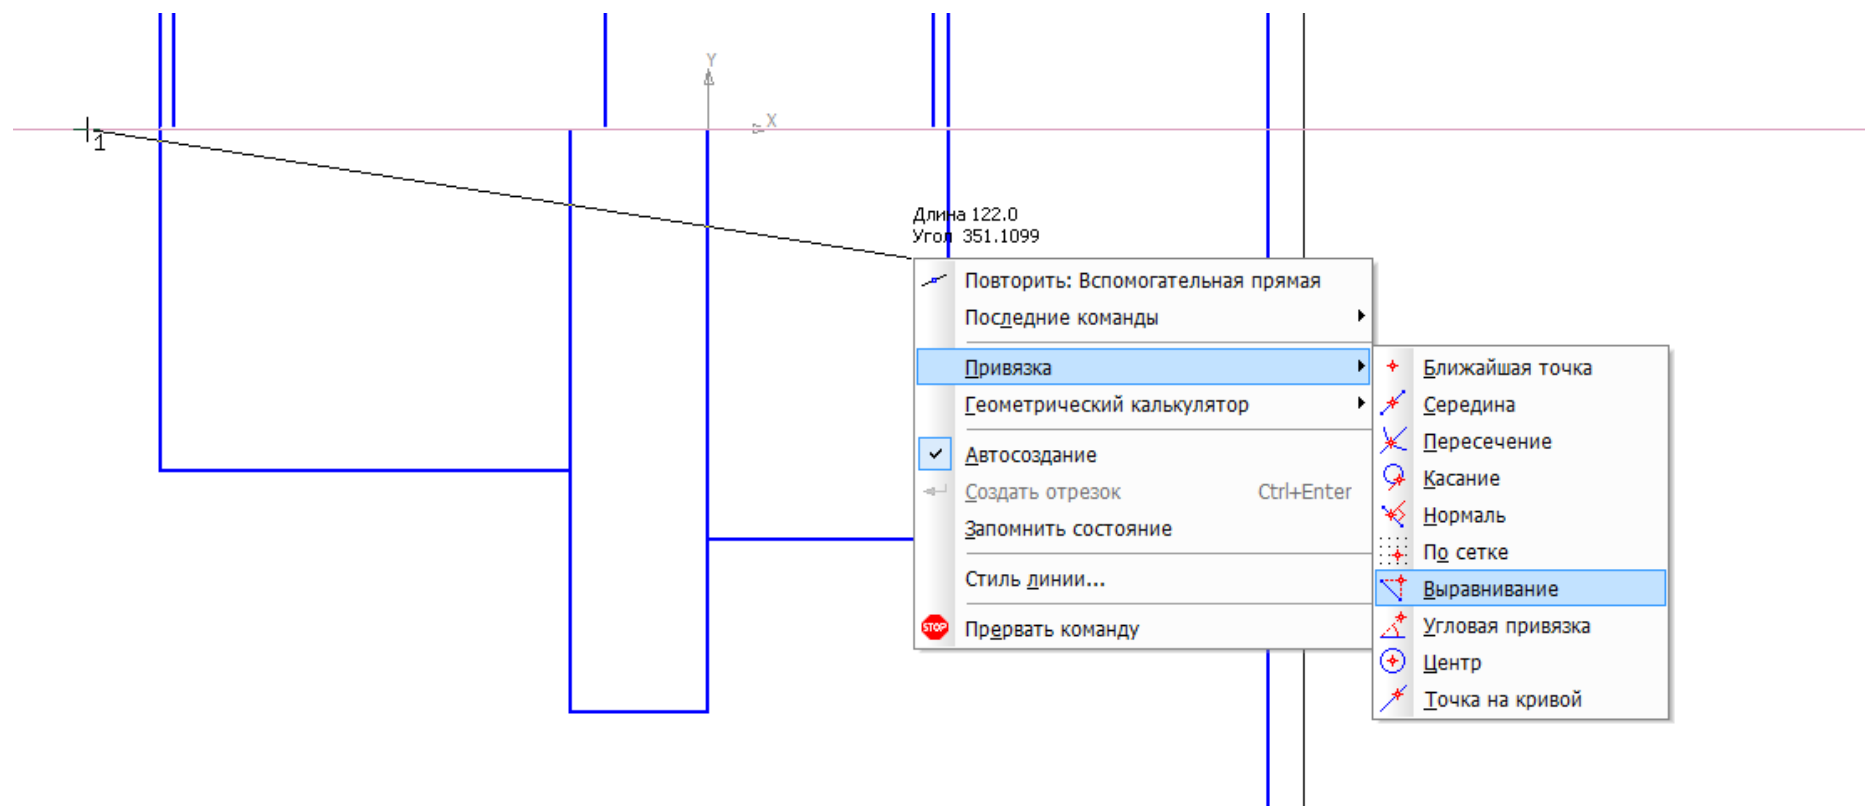 Y
X
1
Длина 122.0
Угол 351.1099
Повторить: Вспомогательная прямая
Последние команды
Привязка
Геометрический калькулятор
Автосоздание
Создать отрезок Ctrl+Enter
Запомнить состояние
Стиль линии...
STOP Прервать команду
Ближайшая точка
Середина
Пересечение
Касание
Нормаль
По сетке
Выравнивание
Угловая привязка
Центр
Точка на кривой